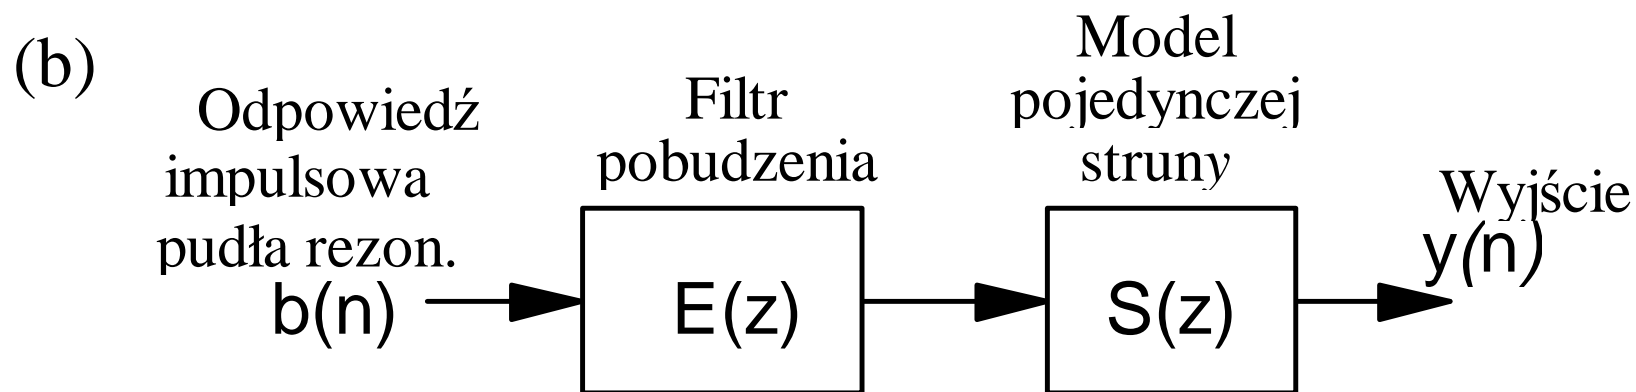 (b)
Odpowiedź
impulsowa
pudła rezon.
b(n)
Filtr
pobudzenia
E(z)
Model
pojedynczej
struny
S(z)
Wyjście
y(n)